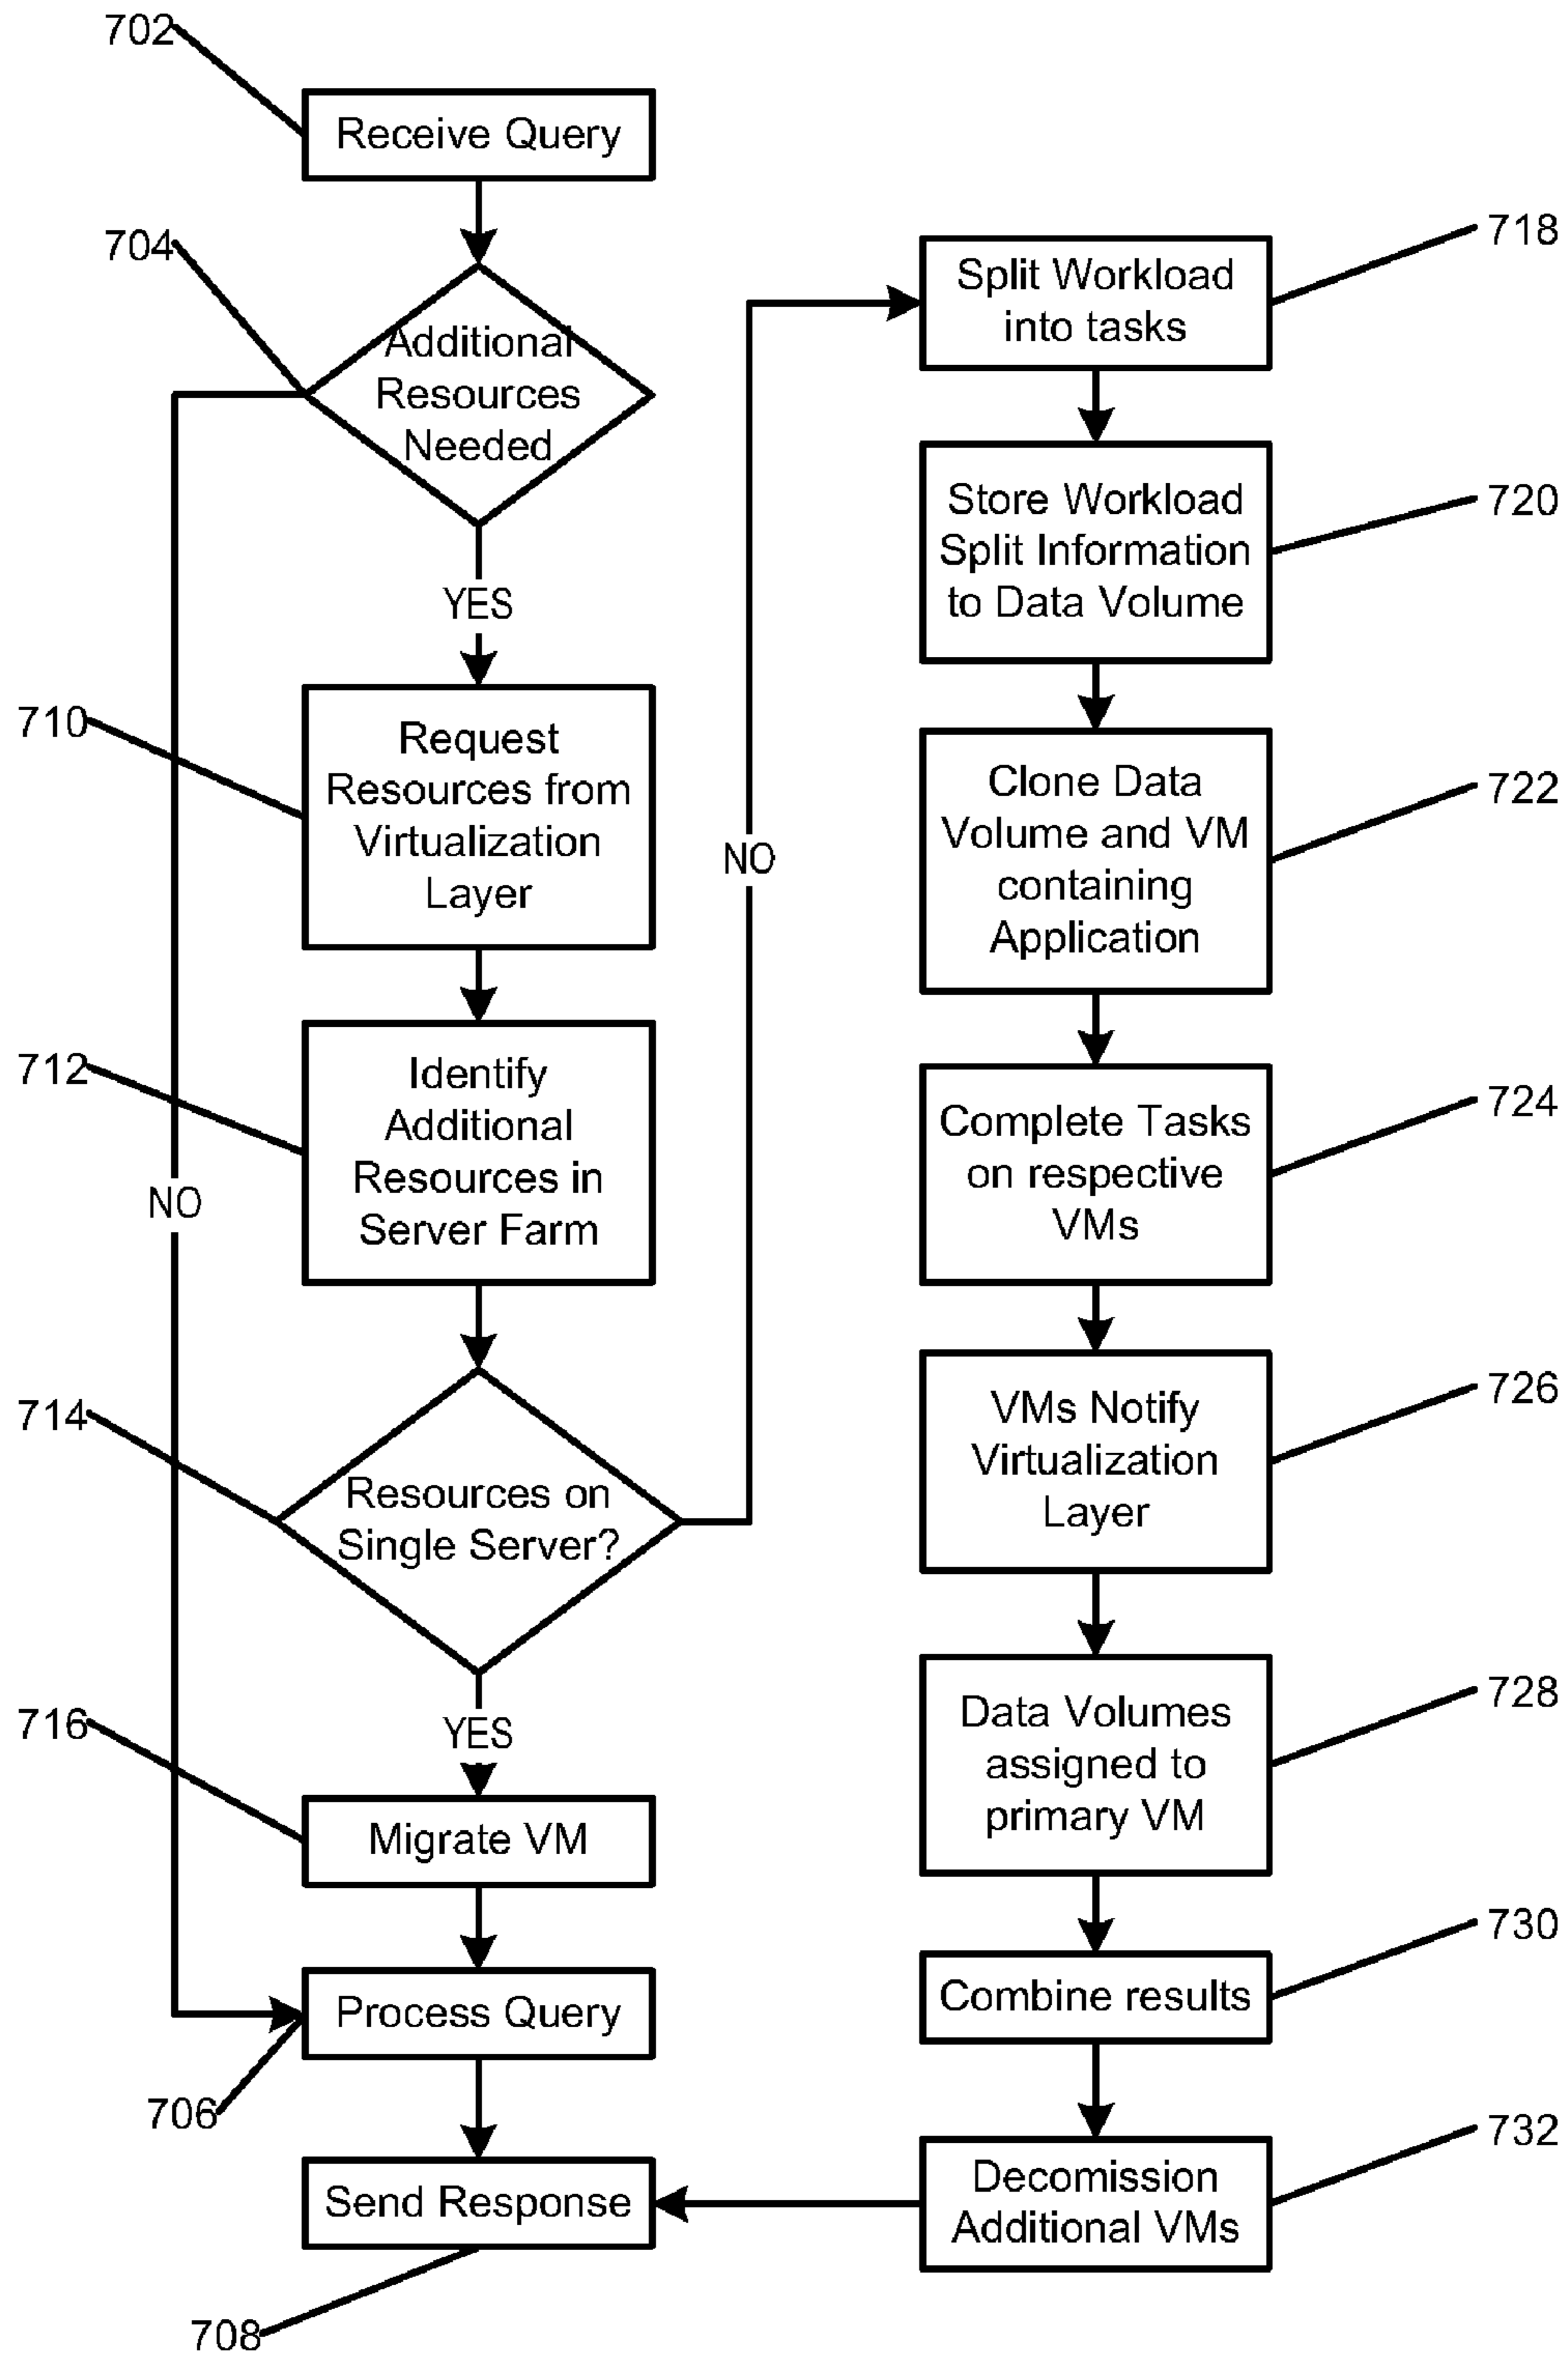 702
Receive Query
704
Additional
Resources
Needed
YES
710
Request
Resources from
Virtualization
Layer
712
Identify
Additional
Resources in
Server Farm
NO
714
Resources on
Single Server?
NO
YES
716
Migrate VM
Process Query
706
Send Response
708
718
Split Workload
into tasks
720
Store Workload
Split Information
to Data Volume
722
Clone Data
Volume and VM
containing
Application
724
Complete Tasks
on respective
VMs
726
VMs Notify
Virtualization
Layer
728
Data Volumes
assigned to
primary VM
730
Combine results
732
Decomission
Additional VMs